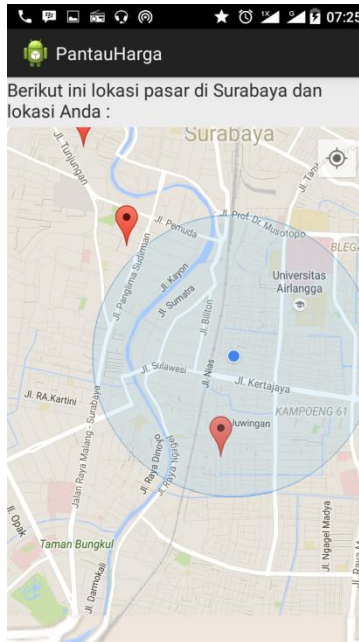 07:25
PantauHarga
Berikut ini lokasi pasar di Surabaya dan
lokasi Anda :
Surabaya
Jl. Tunjungan
Jl. Pemuda
Jl. Prof. Dr. Mustopo
Jl. Panglima Sudirman
Jl. Kayon
Jl. Sumatra
Jl. Biliton
Universitas
Airlangga
Jl. Sulawesi
Jl. Nias
Jl. Kertajaya
Jl. RA.Kartini
KAMPOENG 61
Juwingan
Jalan Raya Malang - Surabaya
Jl. Raya Dinoyo
Jl. Raya Ngagel
Jl. Opak
Taman Bungkul
Jl. Ngagel Madya
Jl. Darmokali